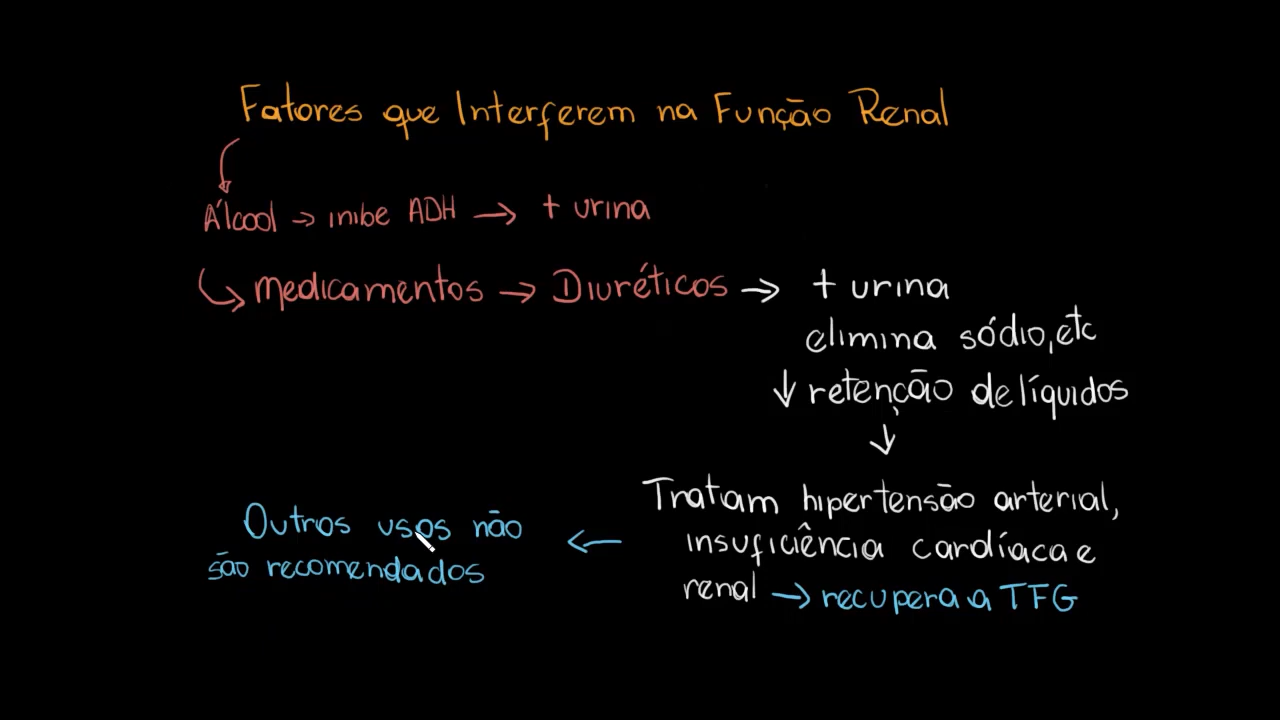 Fatores que Interferem na Função Renal
Álcool → inibe ADH → + urina
↳ medicamentos → Diuréticos → + urina
elimina sódio, etc
↓ retenção de líquidos
↓
Tratam hipertensão arterial,
insuficiência cardíaca e
renal → recupera a TFG
← Outros usos não
são recomendados